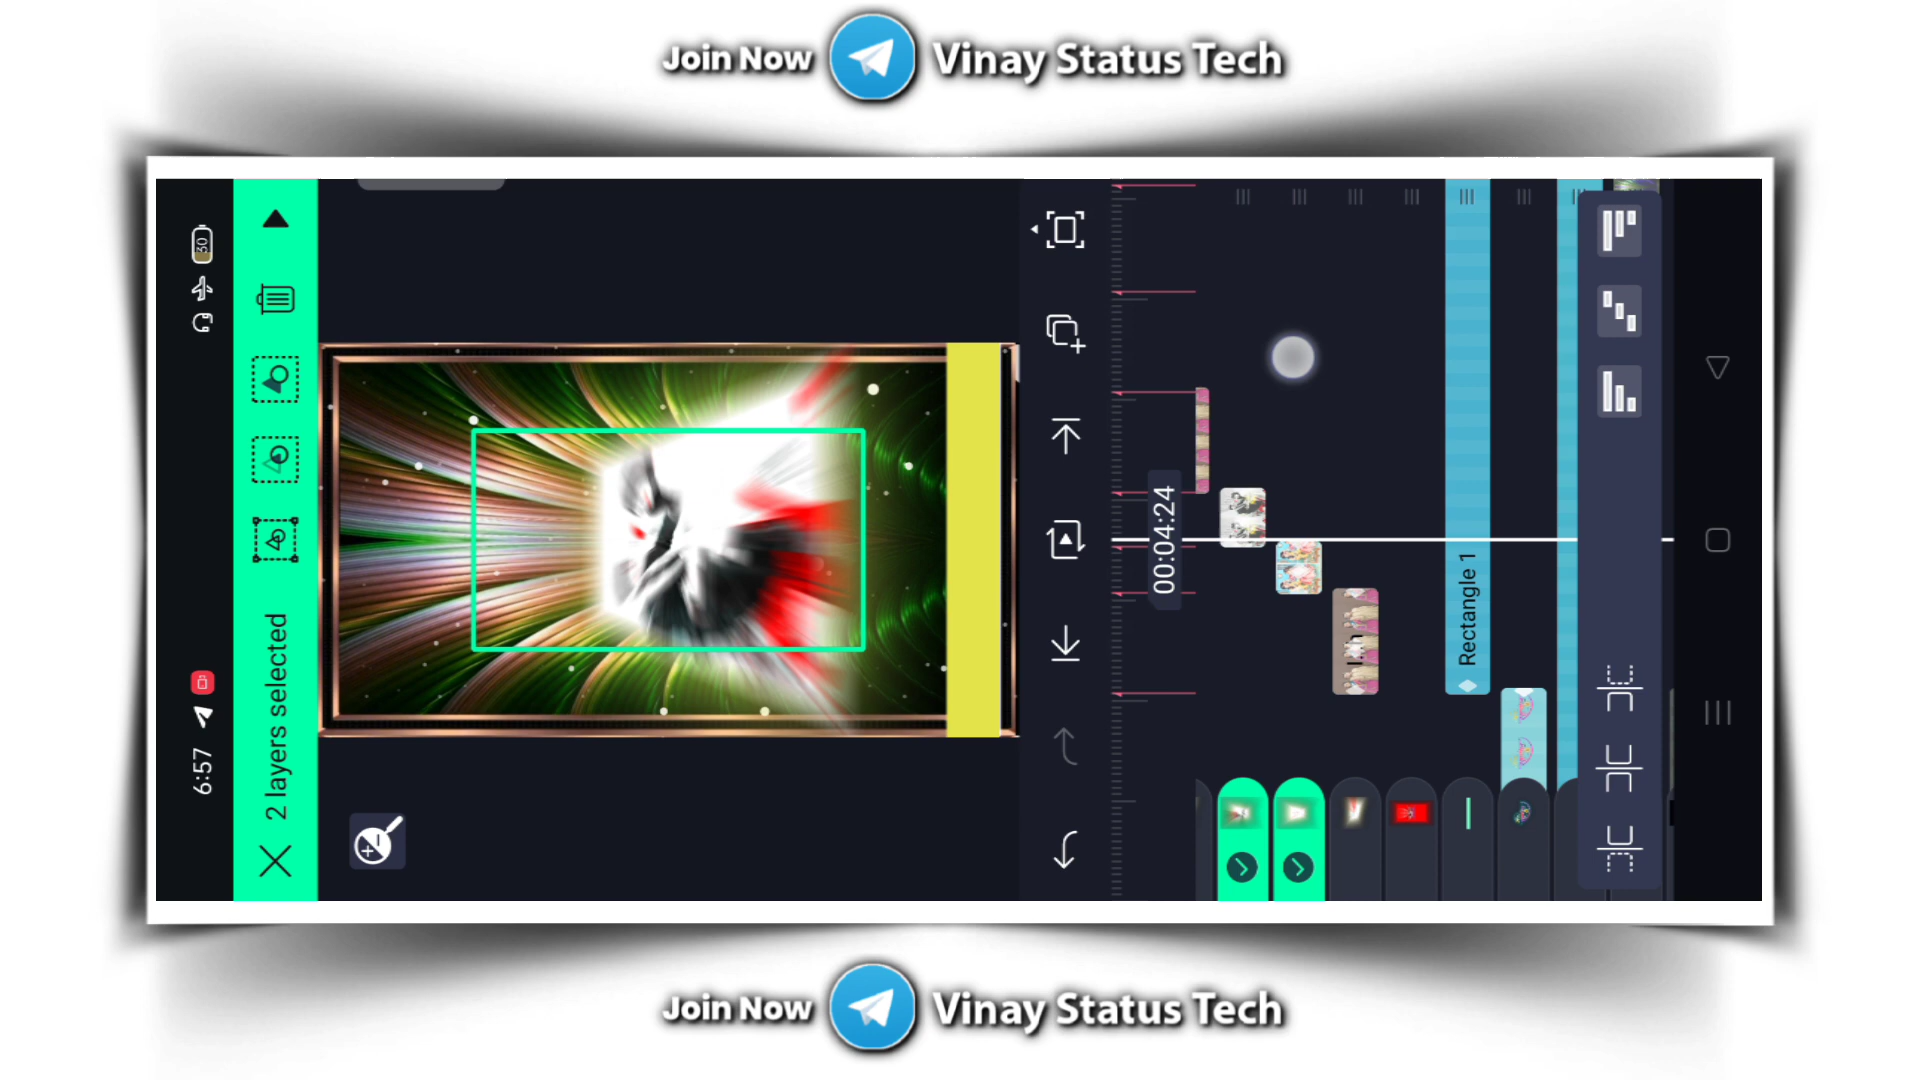 Join Now Vinay Status Tech
6:57
30
2 layers selected
00:04:24
Rectangle 1
Join Now Vinay Status Tech